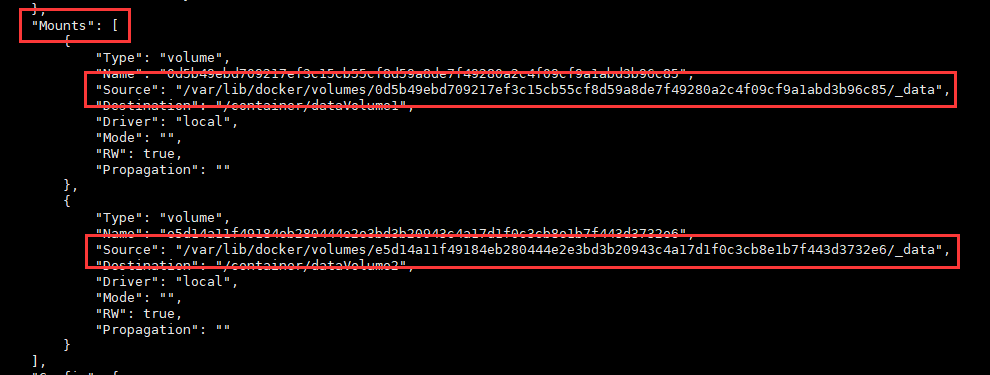 },
"Mounts": [
{
"Type": "volume",
"Name": "0d5b49ebd709217ef3c15cb55cf8d59a8de7f49280a2c4f09cf9a1abd3b96c85",
"Source": "/var/lib/docker/volumes/0d5b49ebd709217ef3c15cb55cf8d59a8de7f49280a2c4f09cf9a1abd3b96c85/_data",
"Destination": "/container/dataVolume1",
"Driver": "local",
"Mode": "",
"RW": true,
"Propagation": ""
},
{
"Type": "volume",
"Name": "e5d14a11f49184eb280444e2e3bd3b20943c4a17d1f0c3cb8e1b7f443d3732e6",
"Source": "/var/lib/docker/volumes/e5d14a11f49184eb280444e2e3bd3b20943c4a17d1f0c3cb8e1b7f443d3732e6/_data",
"Destination": "/container/dataVolume2",
"Driver": "local",
"Mode": "",
"RW": true,
"Propagation": ""
}
],